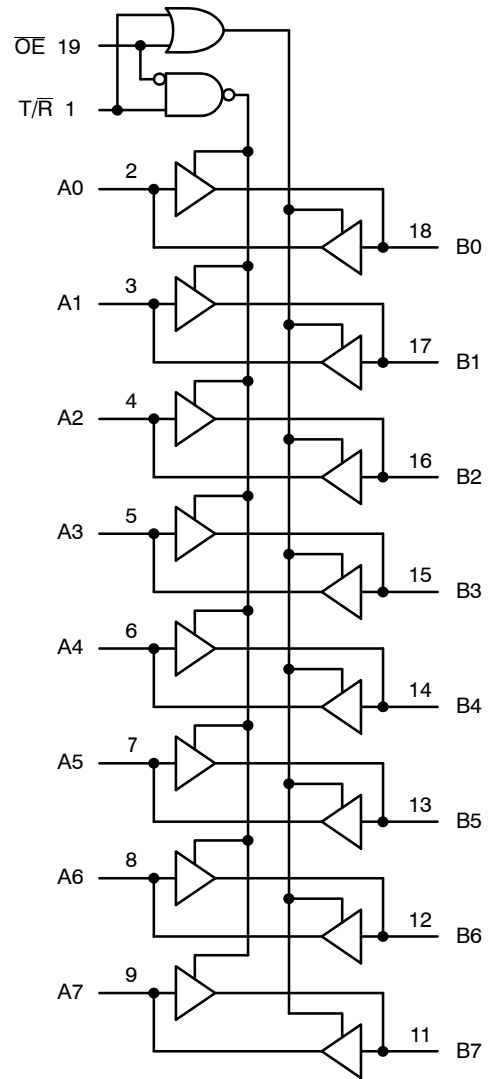 O̅E̅ 19
T/R̅ 1
A0 2
18 B0
A1 3
17 B1
A2 4
16 B2
A3 5
15 B3
A4 6
14 B4
A5 7
13 B5
A6 8
12 B6
A7 9
11 B7